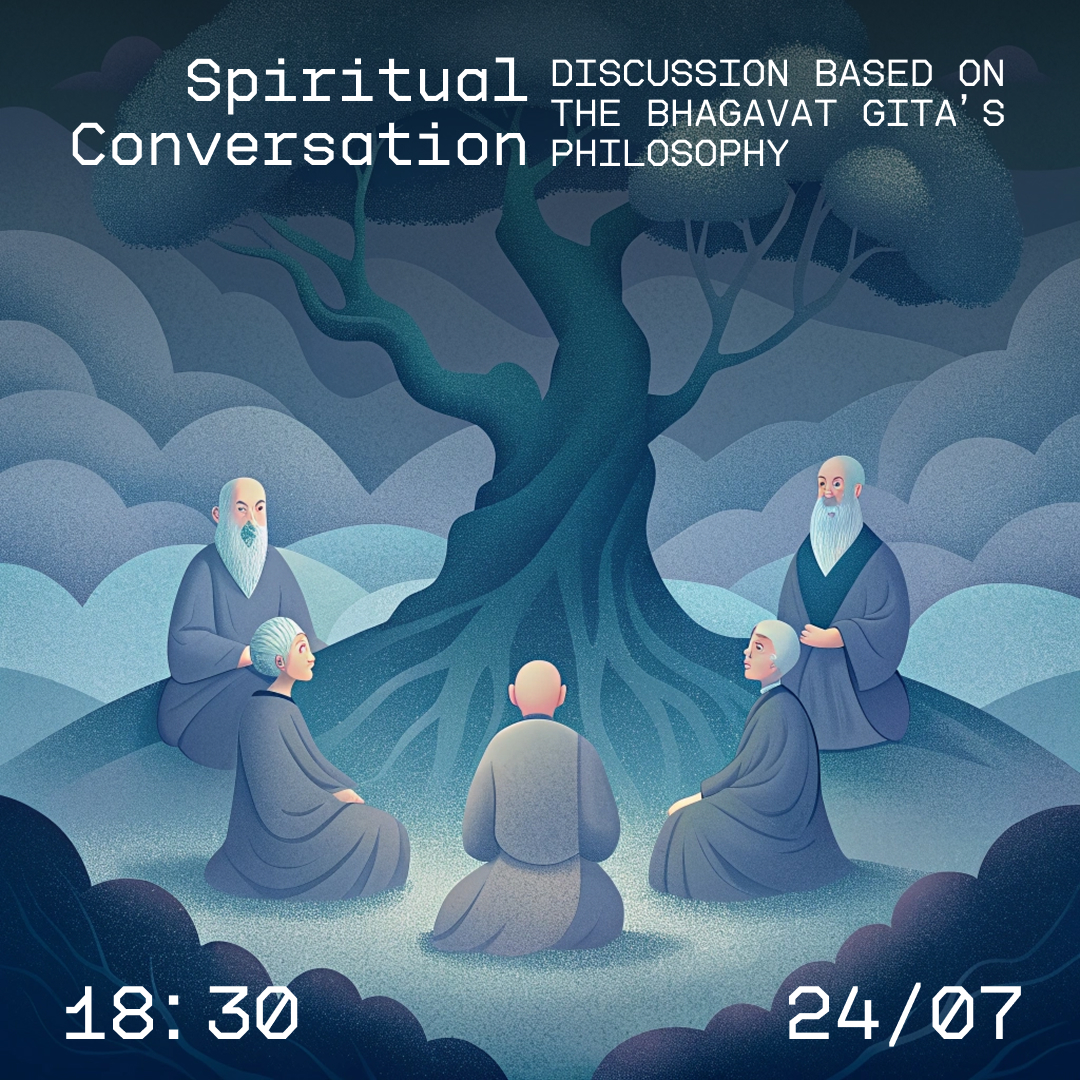 Spiritual
Conversation
DISCUSSION BASED ON
THE BHAGAVAT GITA'S
PHILOSOPHY
18:30
24/07